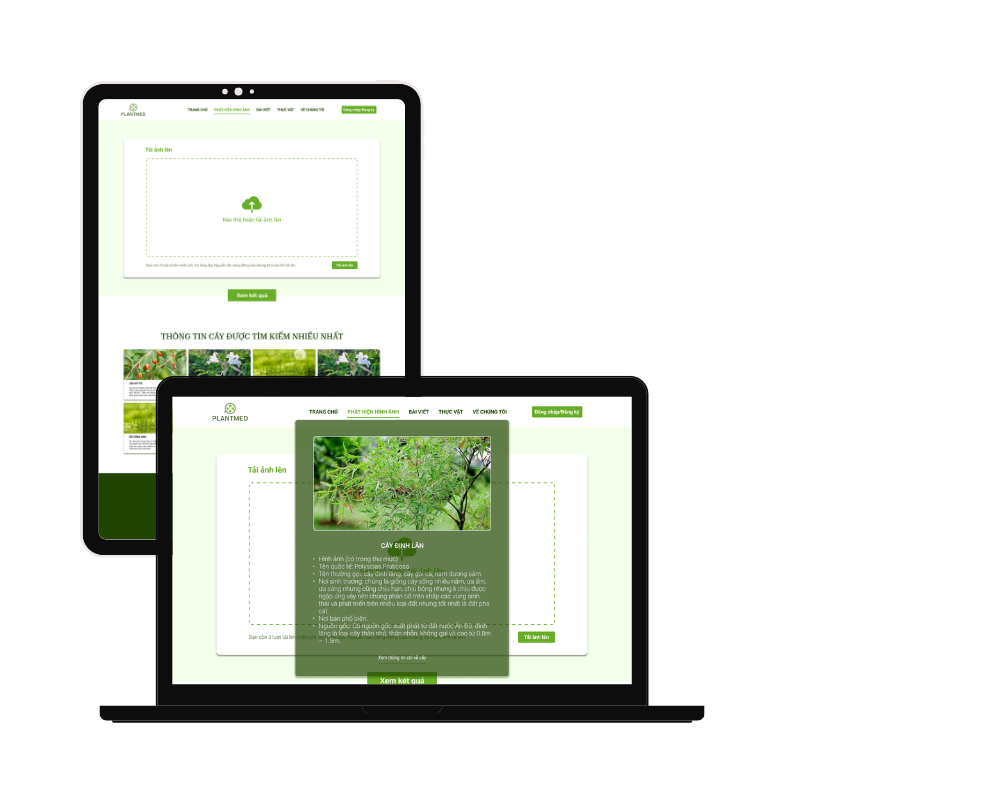 PLANTMED
TRANG CHỦ PHÁT HIỆN HÌNH ẢNH BÀI VIẾT THỰC VẬT VỀ CHÚNG TÔI Đăng nhập/Đăng ký
Tải ảnh lên
Kéo thả hoặc tải ảnh lên
Tải ảnh lên
Xem kết quả
THÔNG TIN CÂY ĐƯỢC TÌM KIẾM NHIỀU NHẤT
PLANTMED
TRANG CHỦ PHÁT HIỆN HÌNH ẢNH BÀI VIẾT THỰC VẬT VỀ CHÚNG TÔI Đăng nhập/Đăng ký
Tải ảnh lên
CÂY ĐINH LĂN
• Hình ảnh (có trong thư mục)
• Tên quốc tế: Polyscias Fruticosa
• Tên thường gọi: cây đinh lăng, cây gỏi cá, nam dương sâm
• Nơi sinh trưởng: chúng là giống cây sống nhiều năm, ưa ẩm,
ưa sáng nhưng cũng chịu hạn, chịu bóng nhưng k chịu được
ngập úng vậy nên chúng phân bố trên khắp các vùng sinh
thái và phát triển trên nhiều loại đất nhưng tốt nhất là đất pha
cát.
• Nơi bán phổ biến:
• Nguồn gốc: Có nguồn gốc xuất phát từ đất nước Ấn Độ, đinh
lăng là loại cây thân nhỏ, thân nhẵn, không gai và cao từ 0.8m
– 1.5m...
Bạn còn 3 lượt tải lên
Tải ảnh lên
Xem thông tin chi về cây
Xem kết quả